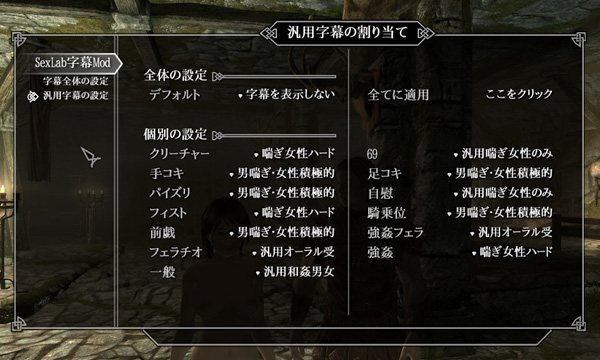 汎用字幕の割り当て
SexLab字幕Mod
字幕全体の設定
汎用字幕の設定
全体の設定
デフォルト 字幕を表示しない 全てに適用 ここをクリック
個別の設定
クリーチャー 喘ぎ女性ハード 69 汎用喘ぎ女性のみ
手コキ 男喘ぎ・女性積極的 足コキ 男喘ぎ・女性積極的
パイズリ 男喘ぎ・女性積極的 自慰 汎用喘ぎ女性のみ
フィスト 喘ぎ女性ハード 騎乗位 男喘ぎ・女性積極的
前戯 男喘ぎ・女性積極的 強姦フェラ 汎用オーラル受
フェラチオ 汎用オーラル受 強姦 喘ぎ女性ハード
一般 汎用和姦男女